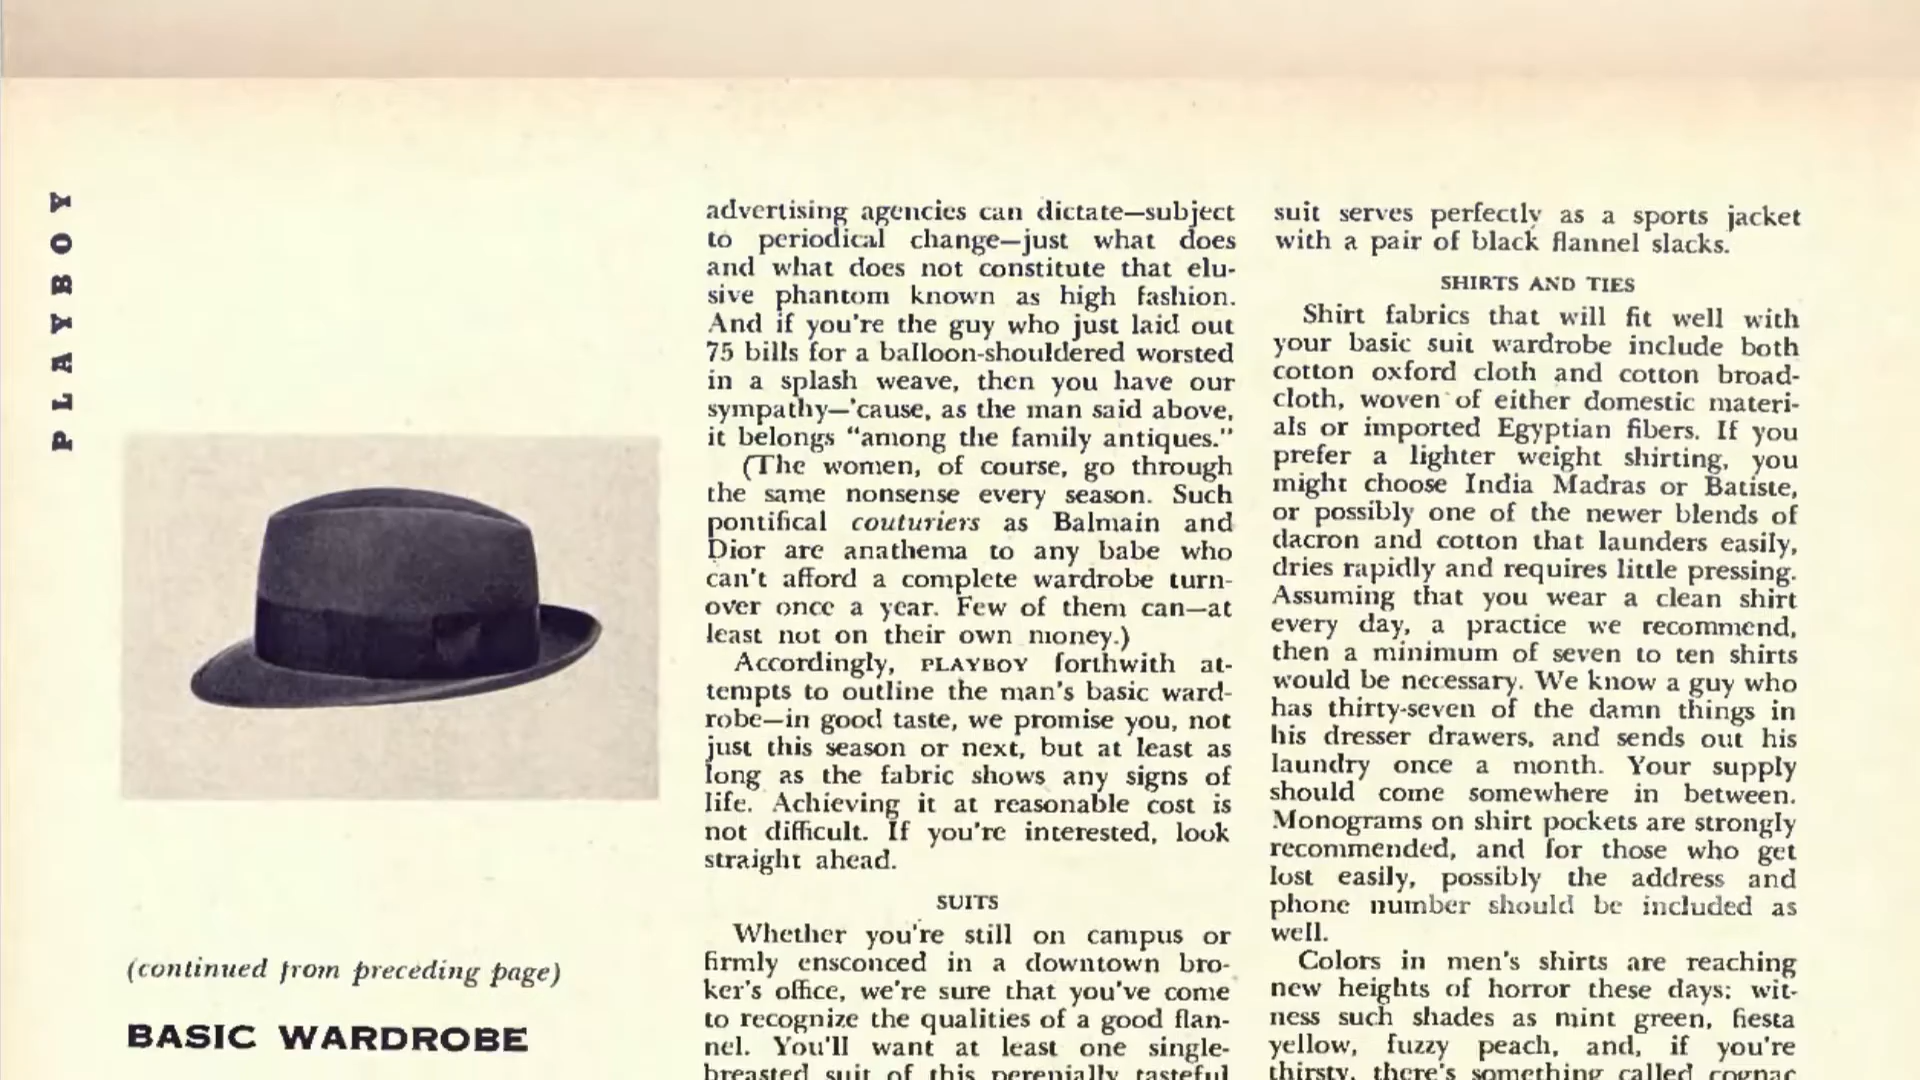 PLAYBOY
(continued from preceding page)
BASIC WARDROBE
advertising agencies can dictate—subject
to periodical change—just what does
and what does not constitute that elu-
sive phantom known as high fashion.
And if you're the guy who just laid out
75 bills for a balloon-shouldered worsted
in a splash weave, then you have our
sympathy—'cause, as the man said above,
it belongs "among the family antiques."
(The women, of course, go through
the same nonsense every season. Such
pontifical couturiers as Balmain and
Dior are anathema to any babe who
can't afford a complete wardrobe turn-
over once a year. Few of them can—at
least not on their own money.)
Accordingly, PLAYBOY forthwith at-
tempts to outline the man's basic ward-
robe—in good taste, we promise you, not
just this season or next, but at least as
long as the fabric shows any signs of
life. Achieving it at reasonable cost is
not difficult. If you're interested, look
straight ahead.
SUITS
Whether you're still on campus or
firmly ensconced in a downtown bro-
ker's office, we're sure that you've come
to recognize the qualities of a good flan-
nel. You'll want at least one single-
breasted suit of this perenially tasteful
suit serves perfectly as a sports jacket
with a pair of black flannel slacks.
SHIRTS AND TIES
Shirt fabrics that will fit well with
your basic suit wardrobe include both
cotton oxford cloth and cotton broad-
cloth, woven of either domestic materi-
als or imported Egyptian fibers. If you
prefer a lighter weight shirting, you
might choose India Madras or Batiste,
or possibly one of the newer blends of
dacron and cotton that launders easily,
dries rapidly and requires little pressing.
Assuming that you wear a clean shirt
every day, a practice we recommend,
then a minimum of seven to ten shirts
would be necessary. We know a guy who
has thirty-seven of the damn things in
his dresser drawers, and sends out his
laundry once a month. Your supply
should come somewhere in between.
Monograms on shirt pockets are strongly
recommended, and for those who get
lost easily, possibly the address and
phone number should be included as
well.
Colors in men's shirts are reaching
new heights of horror these days: wit-
ness such shades as mint green, fiesta
yellow, fuzzy peach, and, if you're
thirsty, there's something called cognac